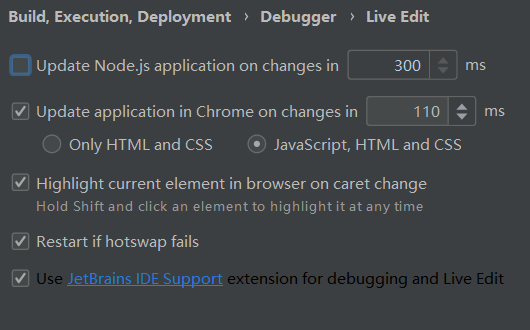 Build, Execution, Deployment › Debugger › Live Edit
Update Node.js application on changes in 300 ms
Update application in Chrome on changes in 110 ms
Only HTML and CSS JavaScript, HTML and CSS
Highlight current element in browser on caret change
Hold Shift and click an element to highlight it at any time
Restart if hotswap fails
Use JetBrains IDE Support extension for debugging and Live Edit